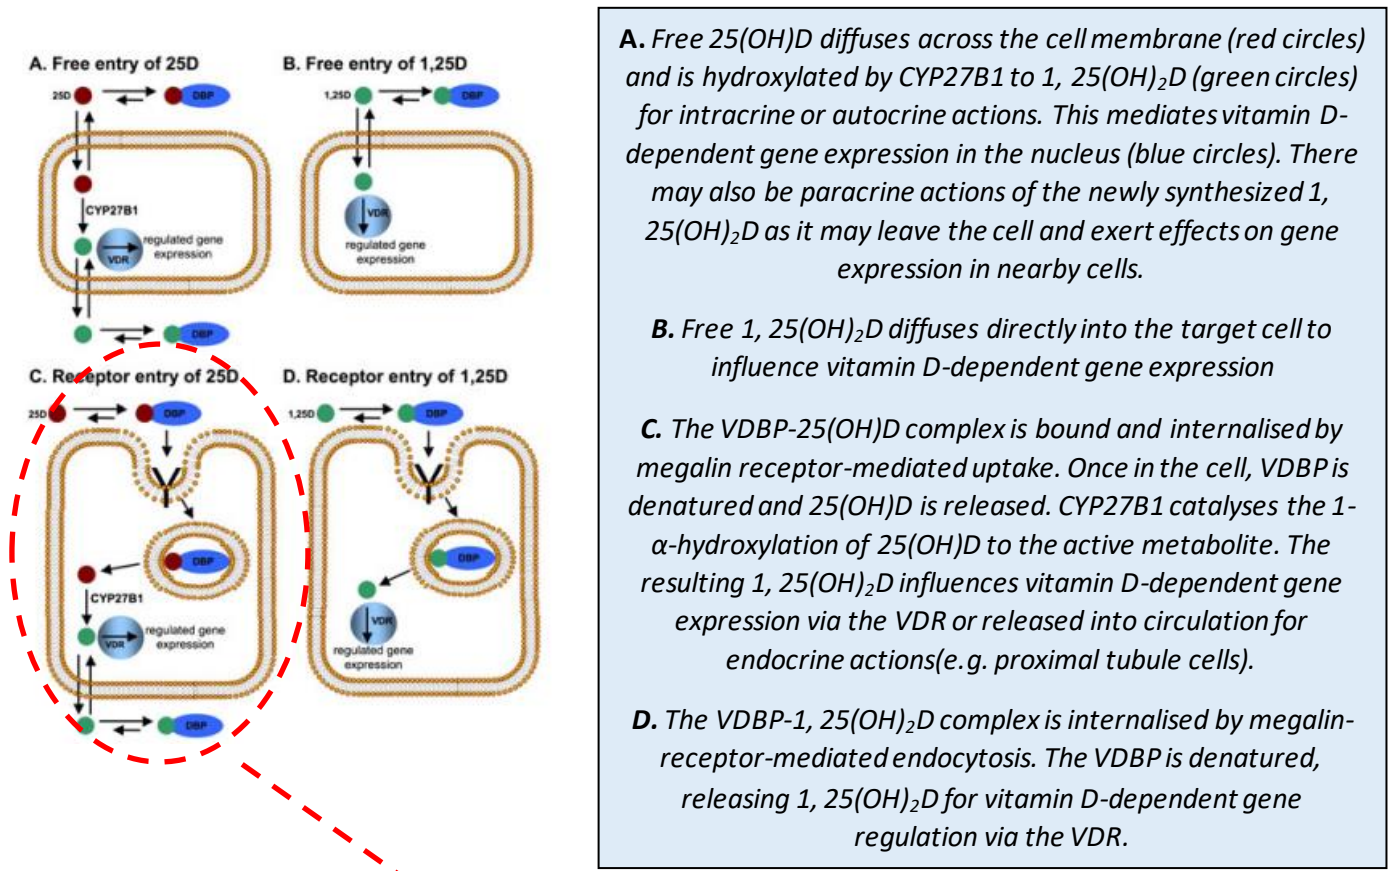 A. Free entry of 25D
25D
DBP
CYP27B1
VDR
regulated gene
expression
DBP
B. Free entry of 1,25D
1,25D
DBP
VDR
regulated gene
expression
C. Receptor entry of 25D
25D
DBP
DBP
CYP27B1
VDR
regulated gene
expression
DBP
D. Receptor entry of 1,25D
1,25D
DBP
DBP
VDR
regulated gene
expression
A. Free 25(OH)D diffuses across the cell membrane (red circles)
and is hydroxylated by CYP27B1 to 1, 25(OH)₂D (green circles)
for intracrine or autocrine actions. This mediates vitamin D-
dependent gene expression in the nucleus (blue circles). There
may also be paracrine actions of the newly synthesized 1,
25(OH)₂D as it may leave the cell and exert effects on gene
expression in nearby cells.
B. Free 1, 25(OH)₂D diffuses directly into the target cell to
influence vitamin D-dependent gene expression
C. The VDBP-25(OH)D complex is bound and internalised by
megalin receptor-mediated uptake. Once in the cell, VDBP is
denatured and 25(OH)D is released. CYP27B1 catalyses the 1-
α-hydroxylation of 25(OH)D to the active metabolite. The
resulting 1, 25(OH)₂D influences vitamin D-dependent gene
expression via the VDR or released into circulation for
endocrine actions(e.g. proximal tubule cells).
D. The VDBP-1, 25(OH)₂D complex is internalised by megalin-
receptor-mediated endocytosis. The VDBP is denatured,
releasing 1, 25(OH)₂D for vitamin D-dependent gene
regulation via the VDR.